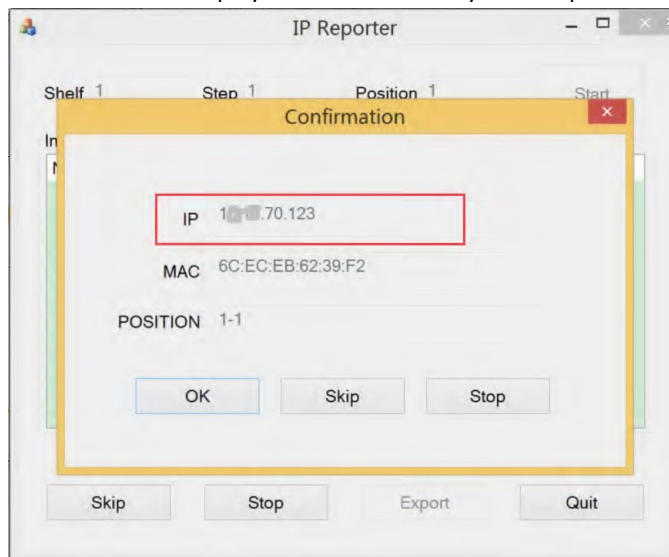 IP Reporter
Shelf 1 Step 1 Position 1 Start
Confirmation
IP .70.123
MAC 6C:EC:EB:62:39:F2
POSITION 1-1
OK Skip Stop
Skip Stop Export Quit